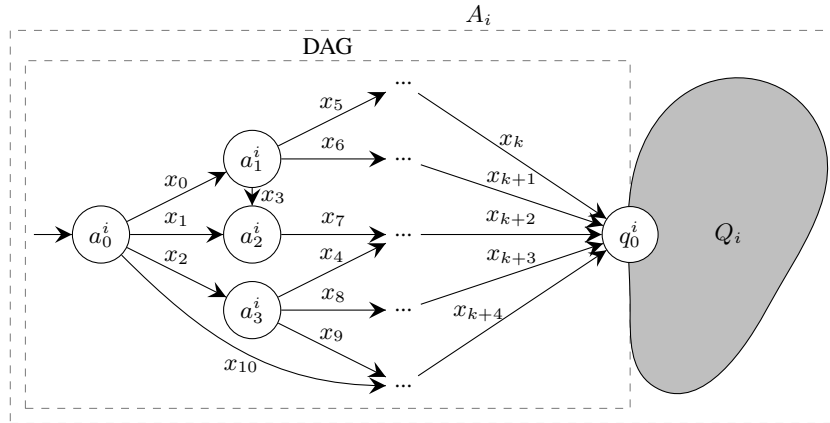 A_i
DAG
...
x_5
x_k
x_6
...
a_1^i
x_0
x_3
x_{k+1}
x_1
x_7
...
x_{k+2}
a_0^i
a_2^i
q_0^i
Q_i
x_2
x_4
x_{k+3}
a_3^i
x_8
...
x_9
x_{k+4}
x_{10}
...